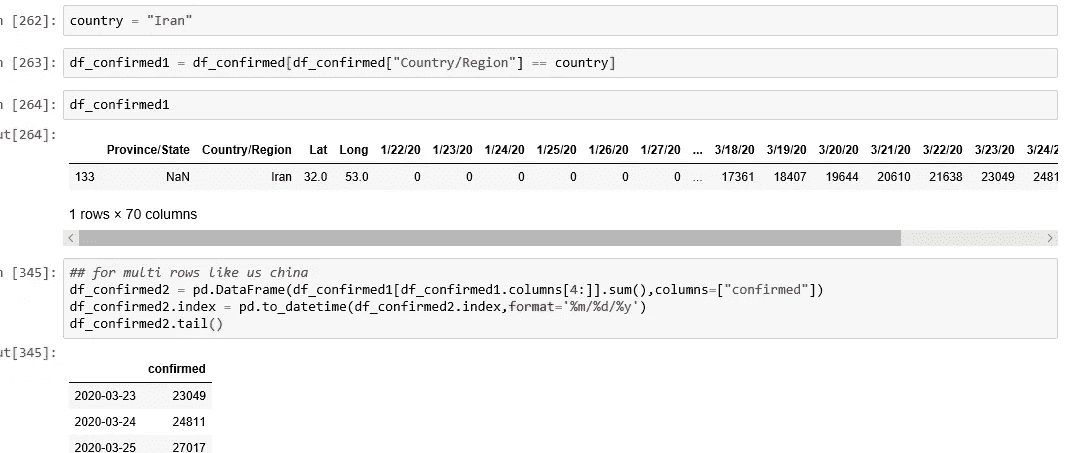 n [262]: country = "Iran"
n [263]: df_confirmed1 = df_confirmed[df_confirmed["Country/Region"] == country]
n [264]: df_confirmed1
ut[264]:
Province/State Country/Region Lat Long 1/22/20 1/23/20 1/24/20 1/25/20 1/26/20 1/27/20 ... 3/18/20 3/19/20 3/20/20 3/21/20 3/22/20 3/23/20 3/24/2
133 NaN Iran 32.0 53.0 0 0 0 0 0 0 ... 17361 18407 19644 20610 21638 23049 2481
1 rows × 70 columns
n [345]: ## for multi rows like us china
df_confirmed2 = pd.DataFrame(df_confirmed1[df_confirmed1.columns[4:]].sum(),columns=["confirmed"])
df_confirmed2.index = pd.to_datetime(df_confirmed2.index,format='%m/%d/%y')
df_confirmed2.tail()
ut[345]:
confirmed
2020-03-23 23049
2020-03-24 24811
2020-03-25 27017